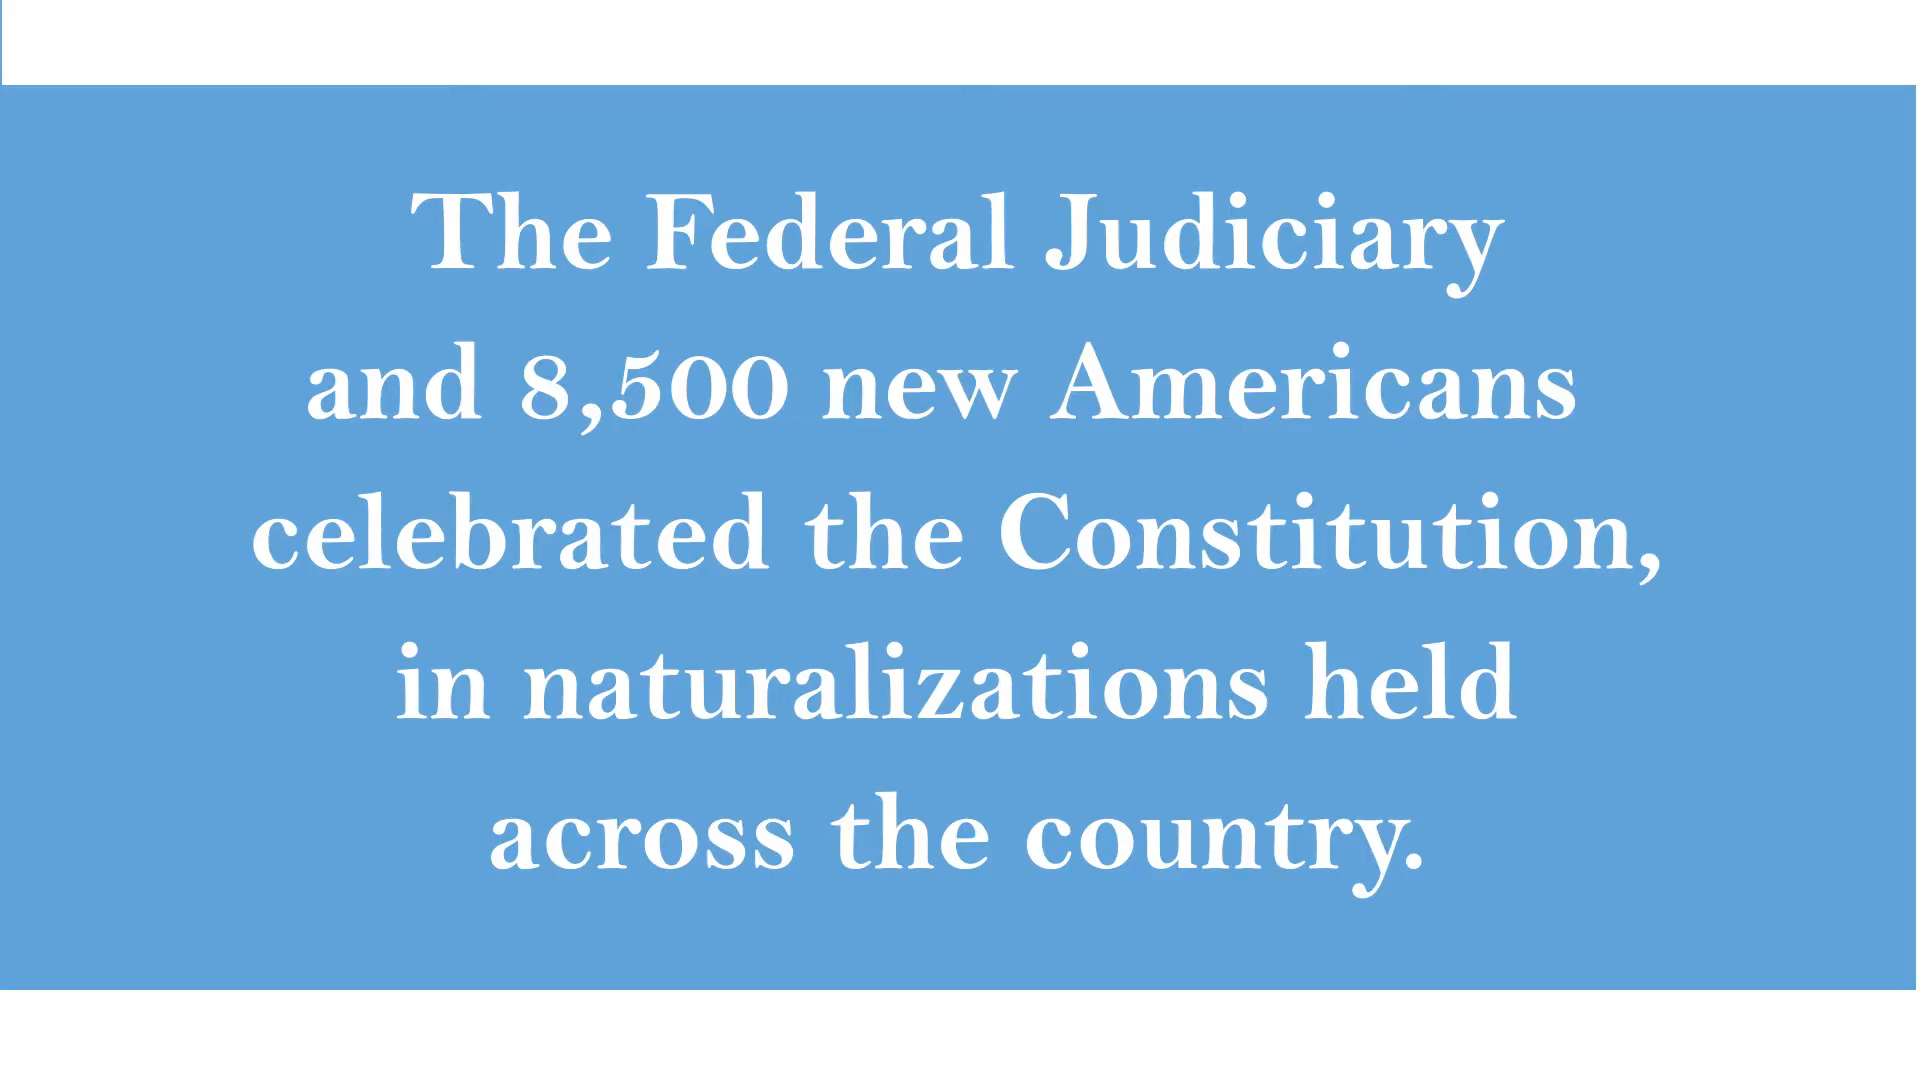 The Federal Judiciary
and 8,500 new Americans
celebrated the Constitution,
in naturalizations held
across the country.